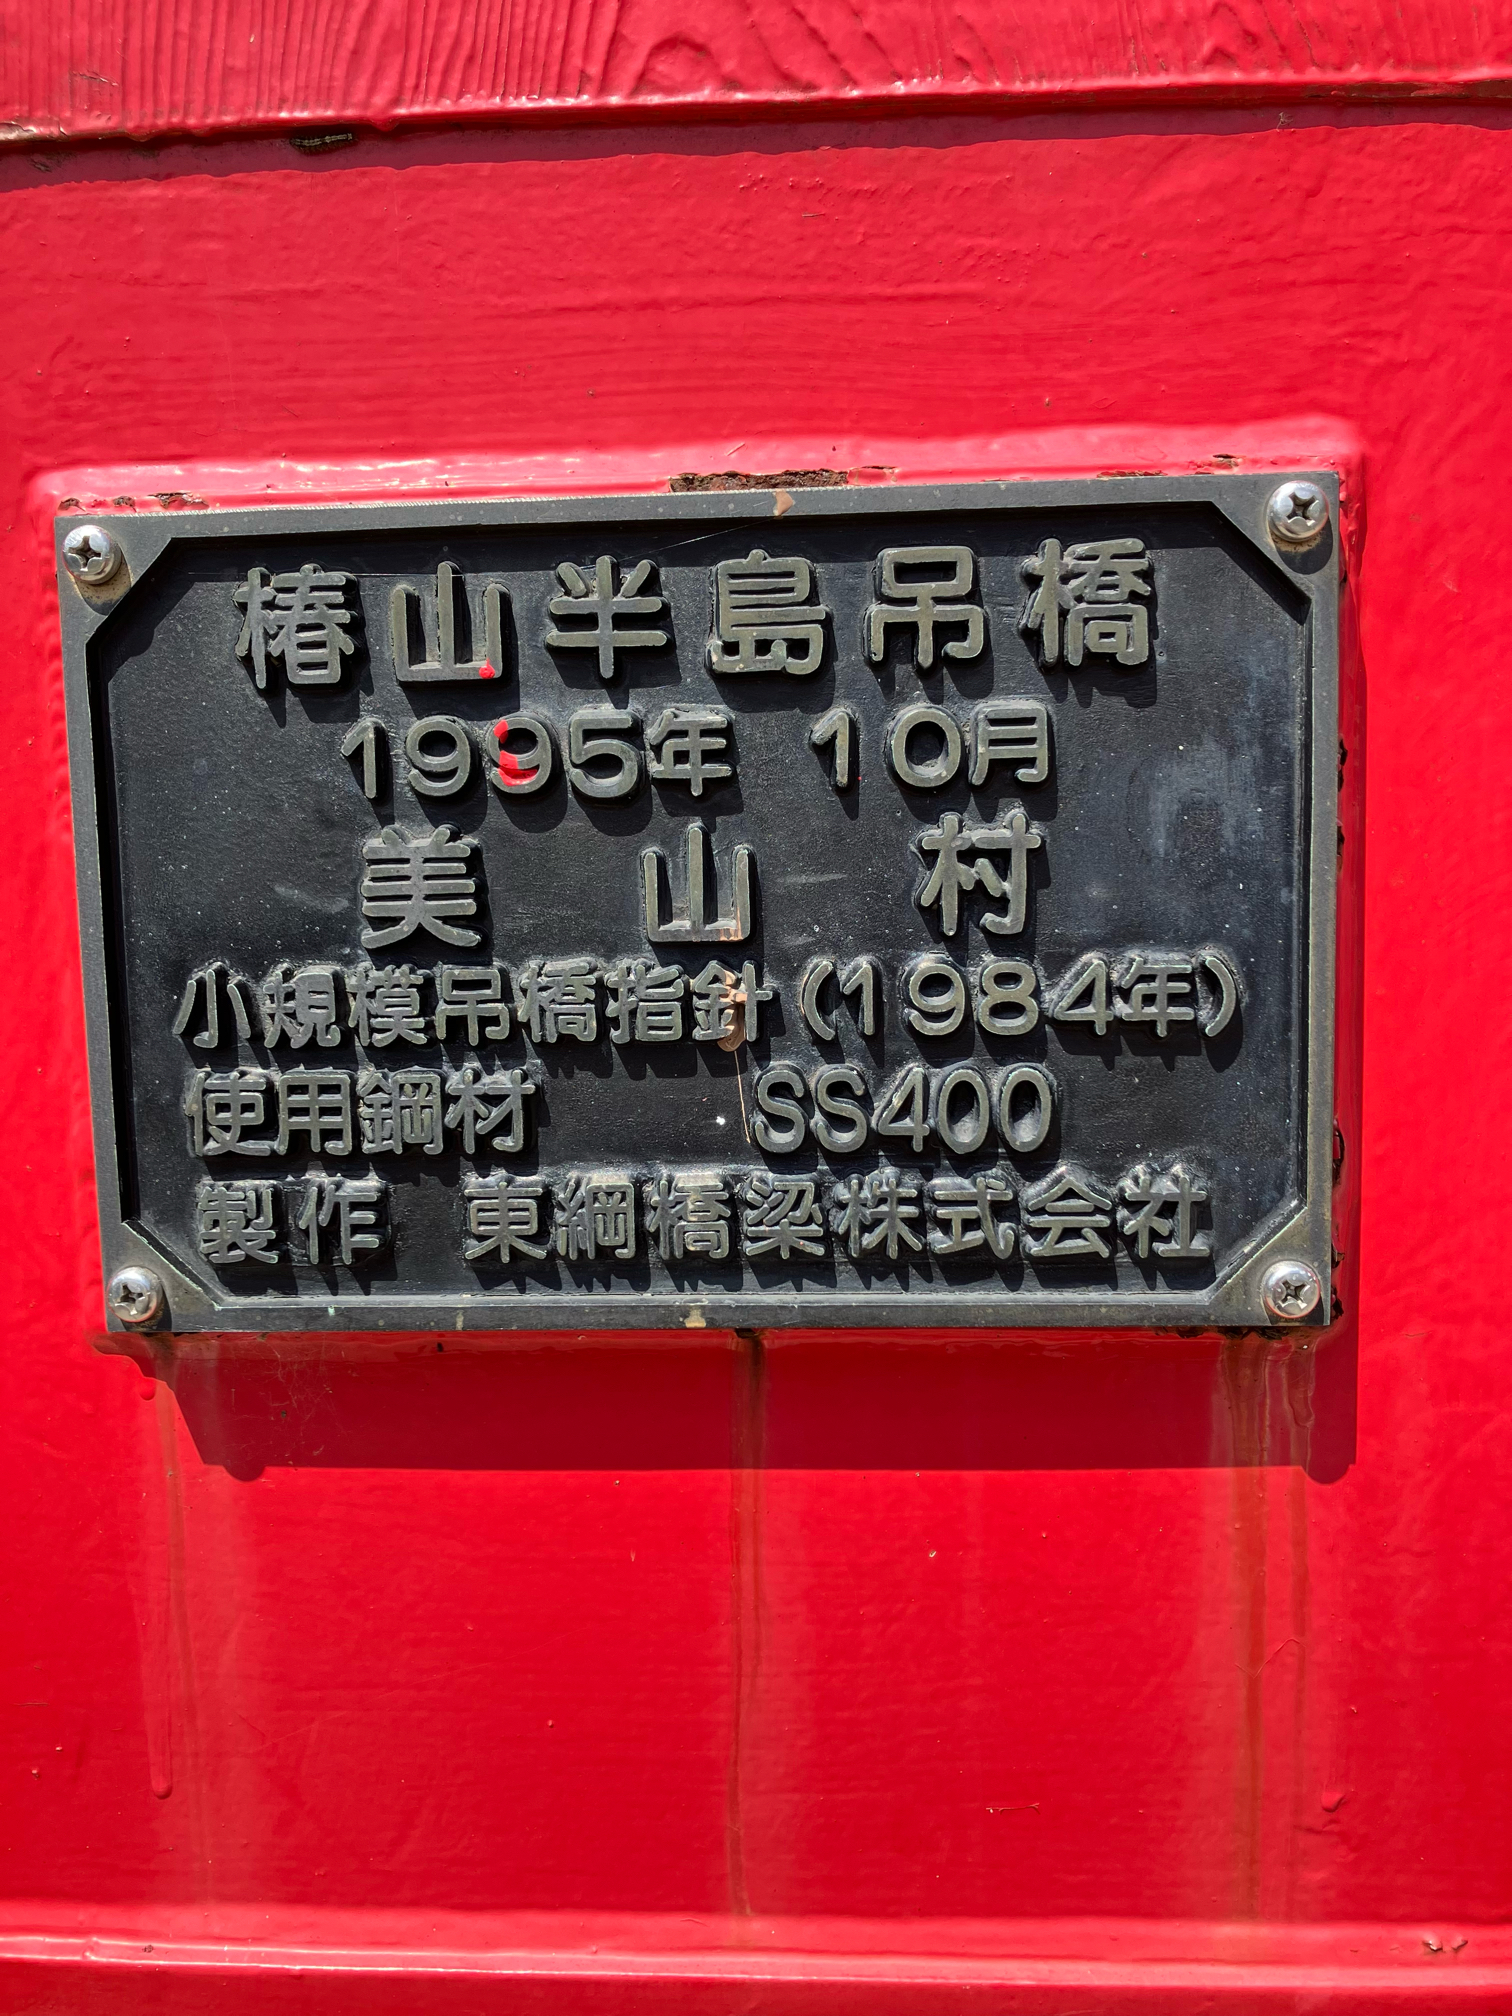 椿山半島吊橋
1995年 10月
美山村
小規模吊橋指針(1984年)
使用鋼材 SS400
製作 東綱橋梁株式会社